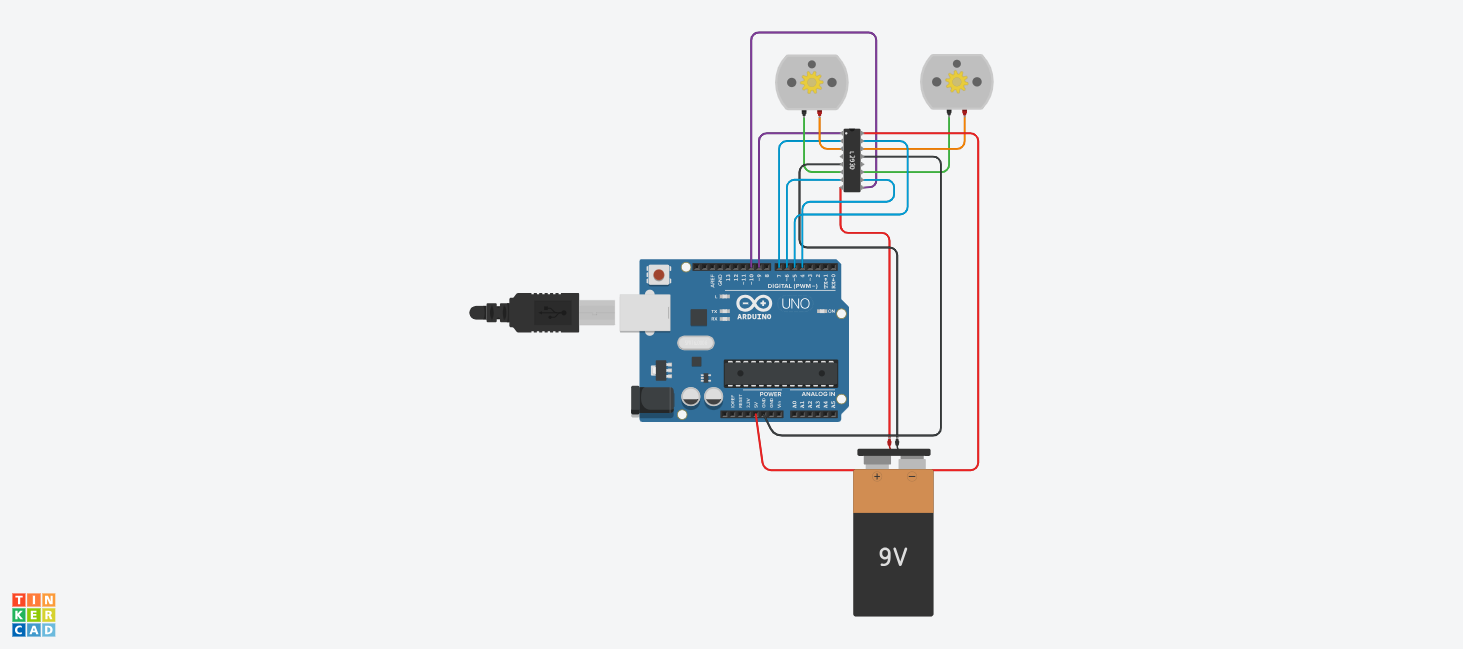 L293D
AREF
GND
13
12
~11
~10
~9
8
7
~6
~5
4
~3
2
TX→1
RX←0
DIGITAL (PWM~)
L
TX
RX
UNO
ARDUINO
ON
POWER
ANALOG IN
IOREF
RESET
3.3V
5V
GND
GND
Vin
A0
A1
A2
A3
A4
A5
+
−
9V
TIN
KER
CAD